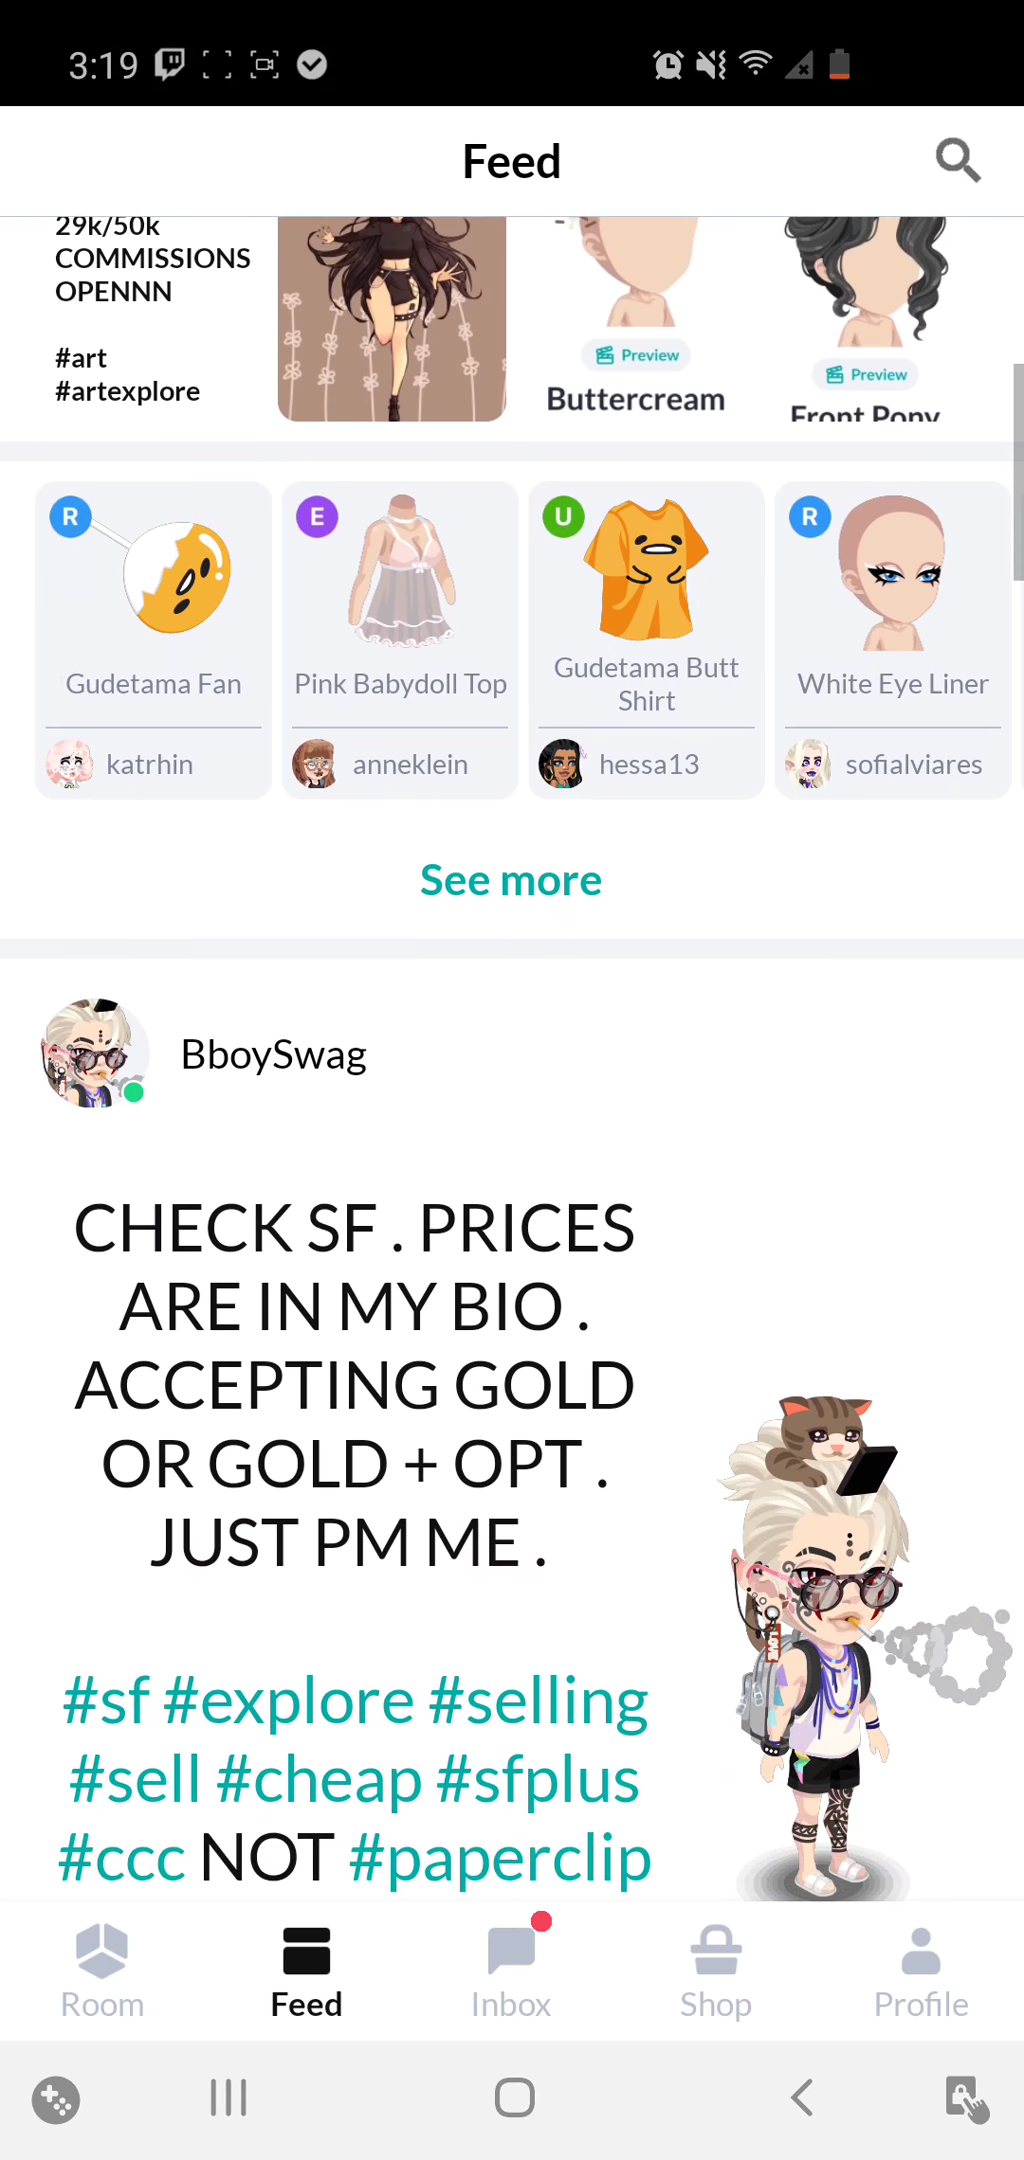 3:19
Feed
29k/50k
COMMISSIONS
OPENNN
#art
#artexplore
Preview
Buttercream
Preview
Front Pony
R
E
U
R
Gudetama Fan
Pink Babydoll Top
Gudetama Butt
Shirt
White Eye Liner
katrhin
anneklein
hessa13
sofialviares
See more
BboySwag
CHECK SF . PRICES
ARE IN MY BIO .
ACCEPTING GOLD
OR GOLD + OPT .
JUST PM ME .
#sf #explore #selling
#sell #cheap #sfplus
#ccc NOT #paperclip
LOVE
Room
Feed
Inbox
Shop
Profile